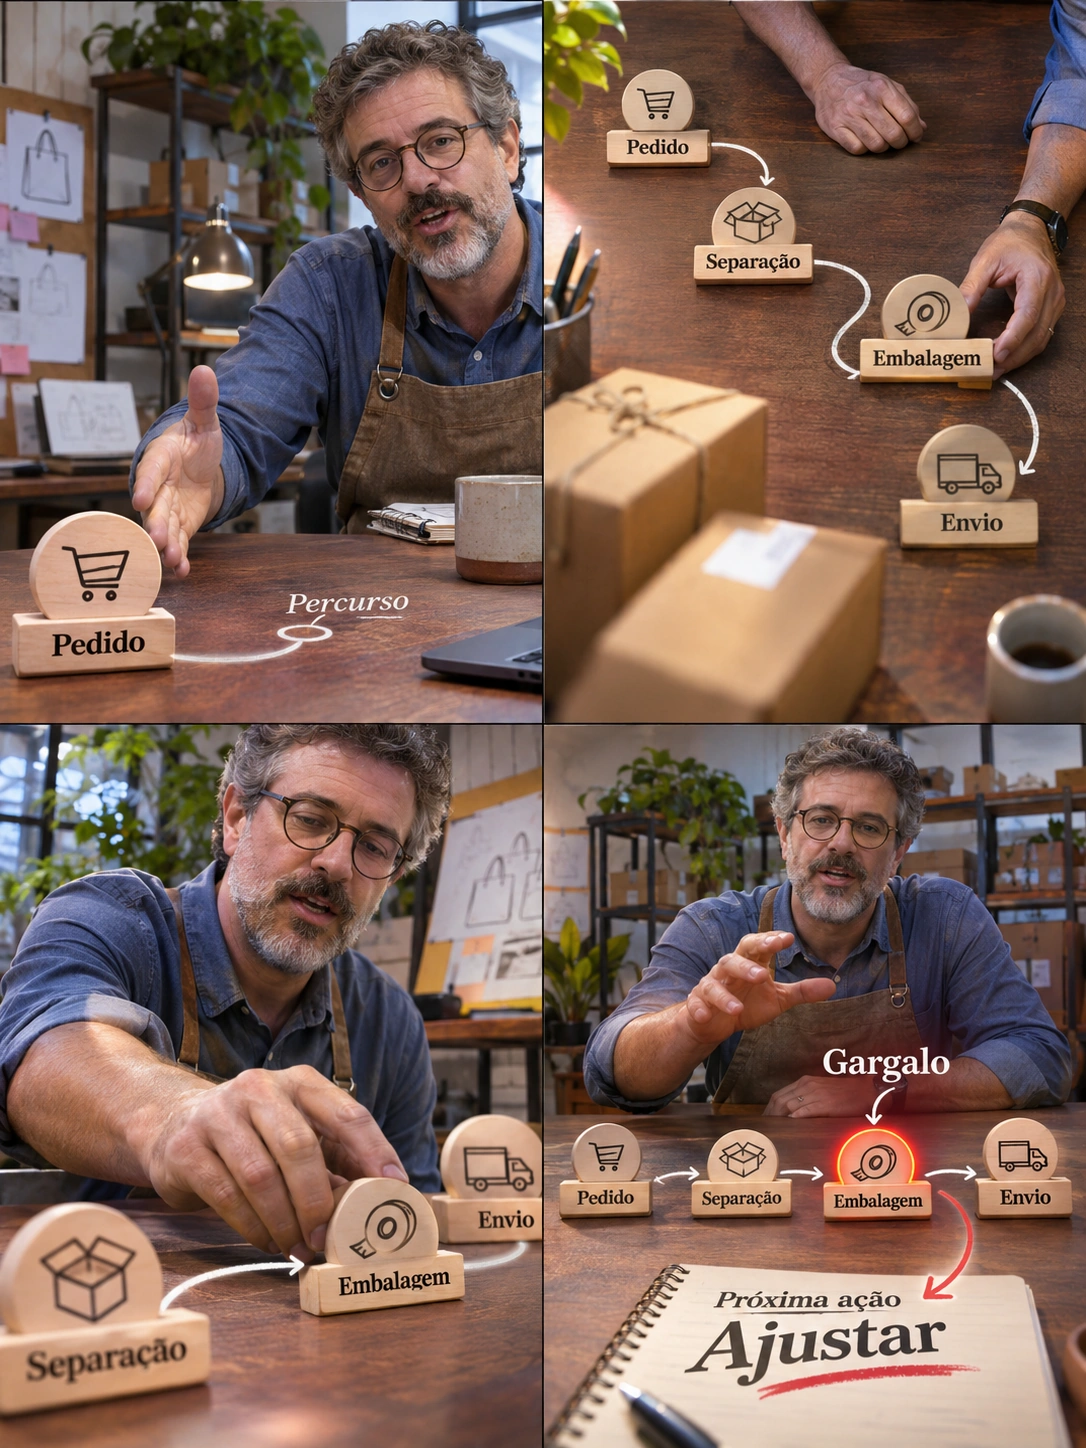 Pedido
Percurso
Pedido
Separação
Embalagem
Envio
Separação
Embalagem
Envio
Gargalo
Pedido
Separação
Embalagem
Envio
Próxima ação
Ajustar